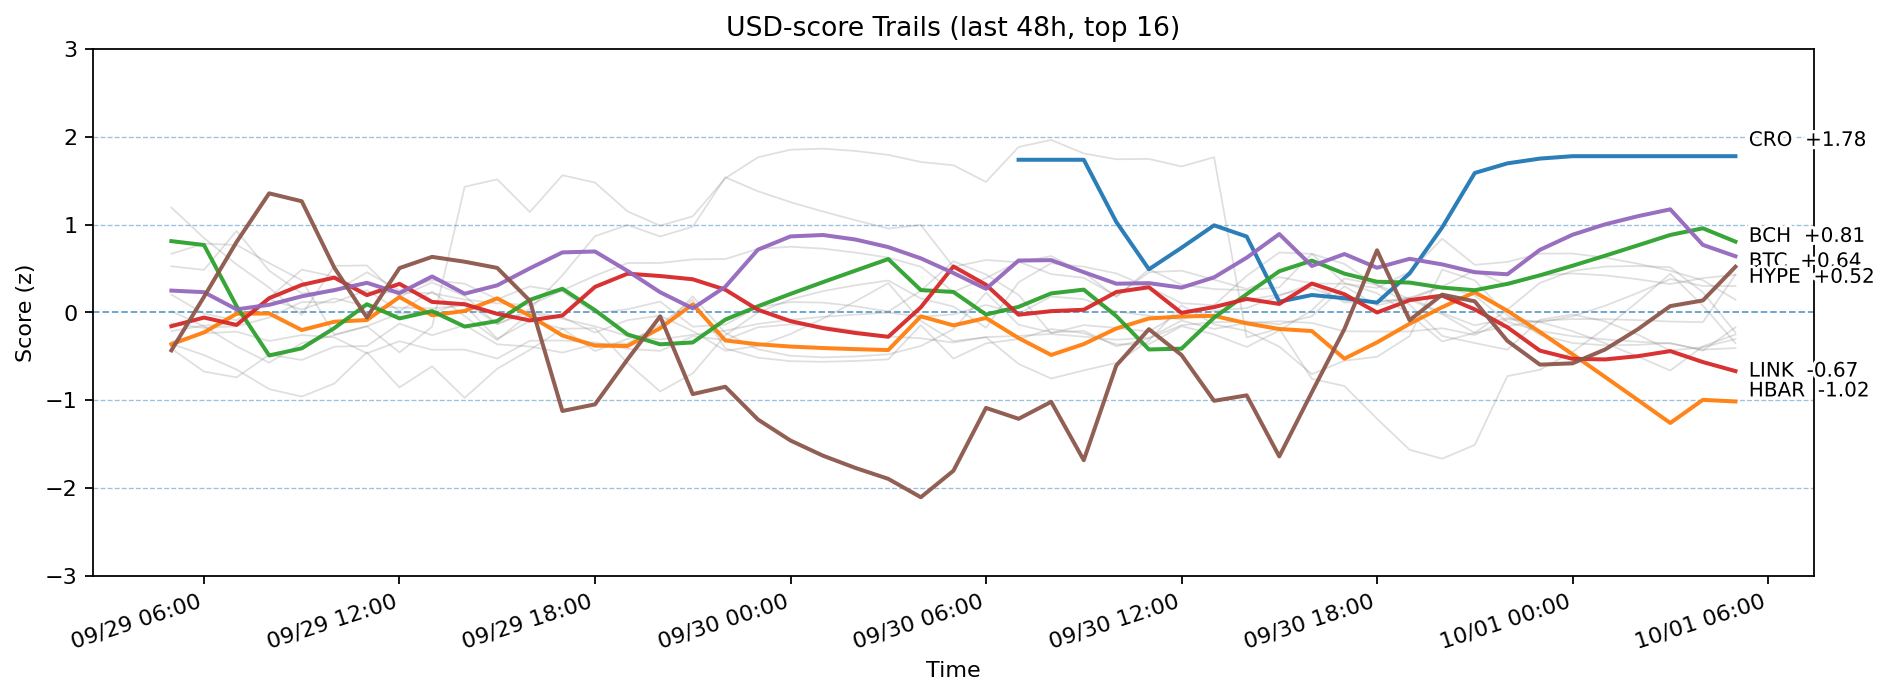 USD-score Trails (last 48h, top 16)
3
2
1
0
−1
−2
−3
Score (z)
CRO +1.78
BCH +0.81
BTC +0.64
HYPE +0.52
LINK -0.67
HBAR -1.02
09/29 06:00
09/29 12:00
09/29 18:00
09/30 00:00
09/30 06:00
09/30 12:00
09/30 18:00
10/01 00:00
10/01 06:00
Time